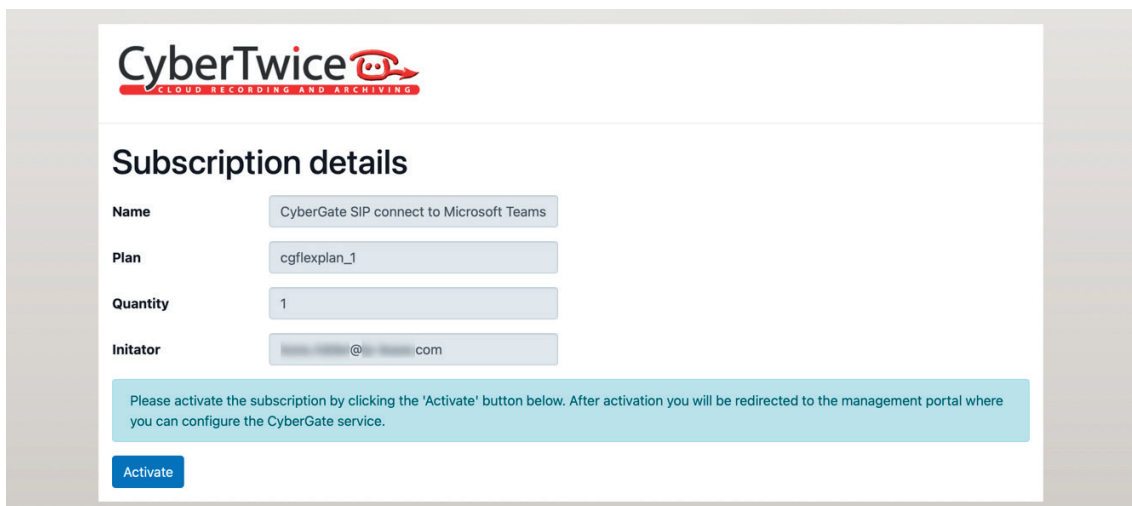 CyberTwice
CLOUD RECORDING AND ARCHIVING
Subscription details
Name CyberGate SIP connect to Microsoft Teams
Plan cgflexplan_1
Quantity 1
Initator @ com
Please activate the subscription by clicking the 'Activate' button below. After activation you will be redirected to the management portal where
you can configure the CyberGate service.
Activate